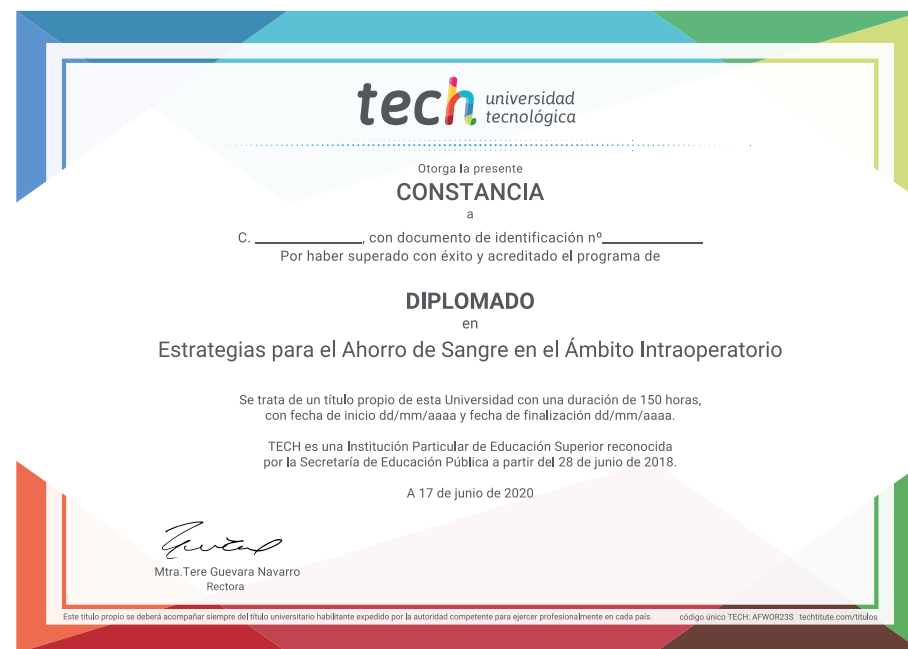 tech universidad
tecnológica
Otorga la presente
CONSTANCIA
a
C. ____________, con documento de identificación nº____________
Por haber superado con éxito y acreditado el programa de
DIPLOMADO
en
Estrategias para el Ahorro de Sangre en el Ámbito Intraoperatorio
Se trata de un título propio de esta Universidad con una duración de 150 horas,
con fecha de inicio dd/mm/aaaa y fecha de finalización dd/mm/aaaa.
TECH es una Institución Particular de Educación Superior reconocida
por la Secretaría de Educación Pública a partir del 28 de junio de 2018.
A 17 de junio de 2020
Mtra.Tere Guevara Navarro
Rectora
Este título propio se deberá acompañar siempre del título universitario habilitante expedido por la autoridad competente para ejercer profesionalmente en cada país. código único TECH: AFWOR23S techtitute.com/titulos